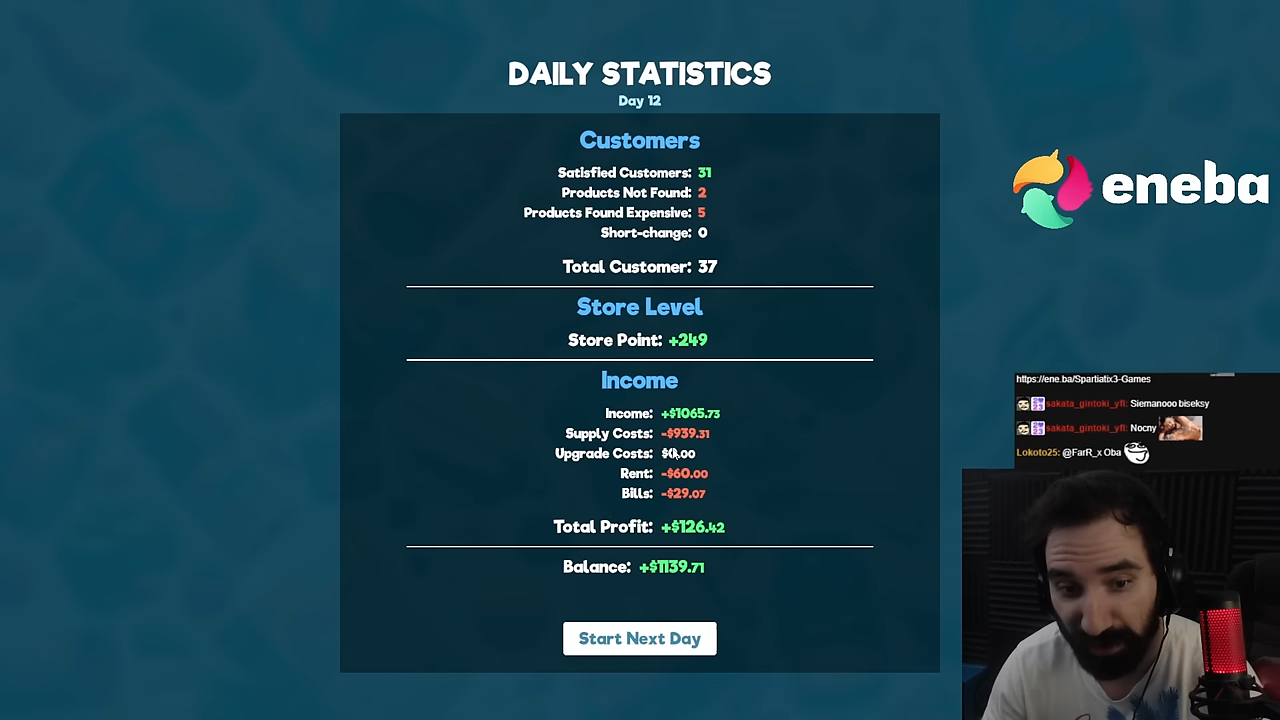 DAILY STATISTICS
Day 12
Customers
Satisfied Customers: 31
Products Not Found: 2
Products Found Expensive: 5
Short-change: 0
Total Customer: 37
Store Level
Store Point: +249
Income
Income: +$1065.73
Supply Costs: -$939.31
Upgrade Costs: $0.00
Rent: -$60.00
Bills: -$29.07
Total Profit: +$126.42
Balance: +$1139.71
Start Next Day
eneba
https://ene.ba/Spartiatix3-Games
sakata_gintoki_yfl: Siemanooo biseksy
sakata_gintoki_yfl: Nocny
Lokoto25: @FarR_x Oba